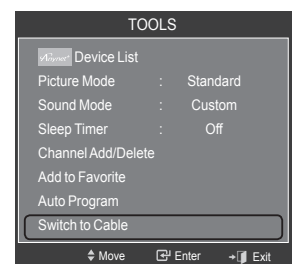 TOOLS
Anynet+ Device List
Picture Mode : Standard
Sound Mode : Custom
Sleep Timer : Off
Channel Add/Delete
Add to Favorite
Auto Program
Switch to Cable
Move Enter Exit